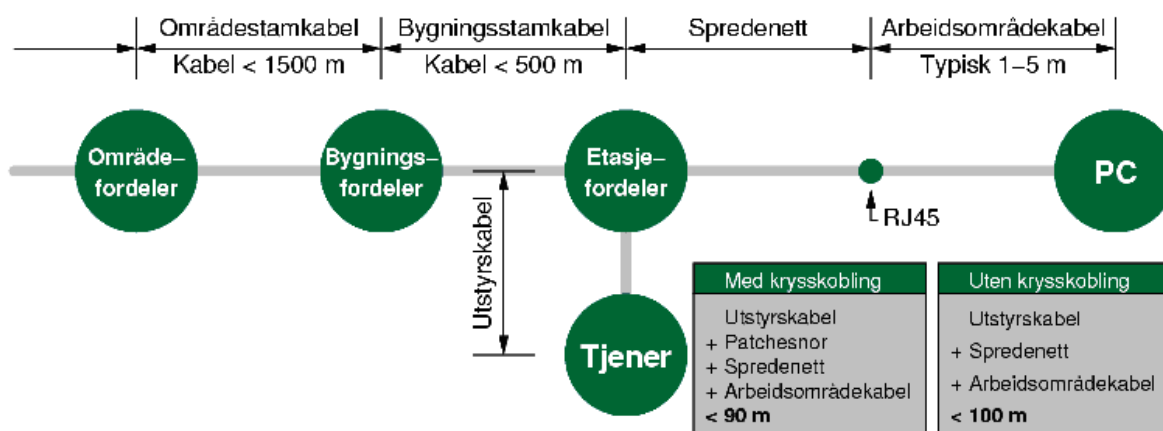 Områdestamkabel
Kabel < 1500 m
Bygningsstamkabel
Kabel < 500 m
Spredenett
Arbeidsområdekabel
Typisk 1–5 m
Område–
fordeler
Bygnings–
fordeler
Etasje–
fordeler
PC
RJ45
Utstyrskabel
Tjener
Med krysskobling
Utstyrskabel
+ Patchesnor
+ Spredenett
+ Arbeidsområdekabel
< 90 m
Uten krysskobling
Utstyrskabel
+ Spredenett
+ Arbeidsområdekabel
< 100 m